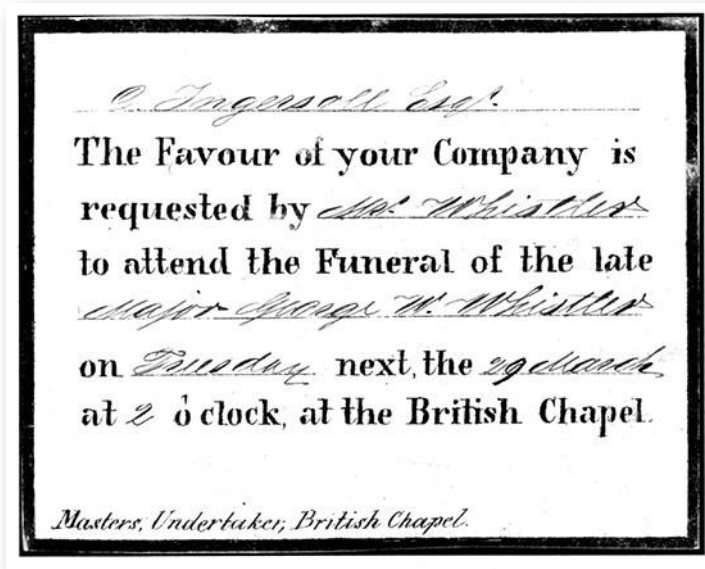 C. Ingersoll Esqr.
The Favour of your Company is
requested by Mrs. Whistler
to attend the Funeral of the late
Major George W. Whistler
on Tuesday next, the 29 March
at 2 o'clock, at the British Chapel.
Masters, Undertaker, British Chapel.